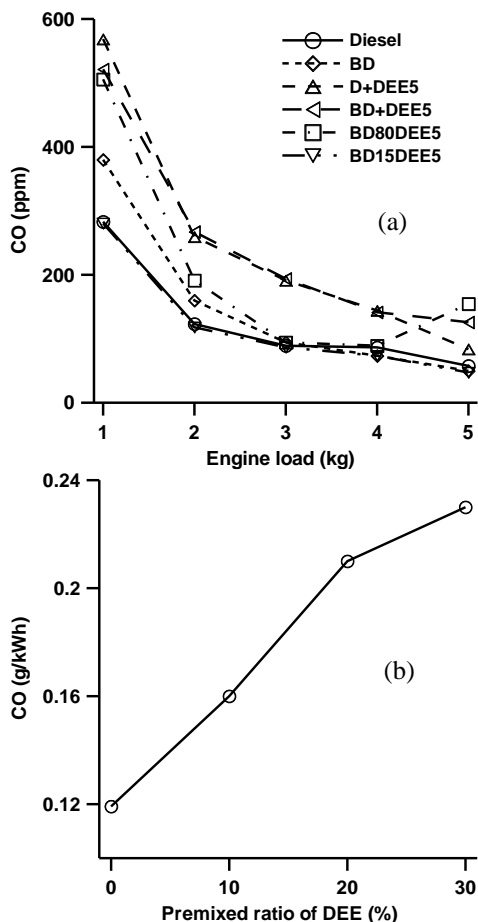 600
Diesel
BD
D+DEE5
BD+DEE5
BD80DEE5
BD15DEE5
400
CO (ppm)
(a)
200
0
1 2 3 4 5
Engine load (kg)
0.24
0.2
CO (g/kWh)
0.16
(b)
0.12
0 10 20 30
Premixed ratio of DEE (%)